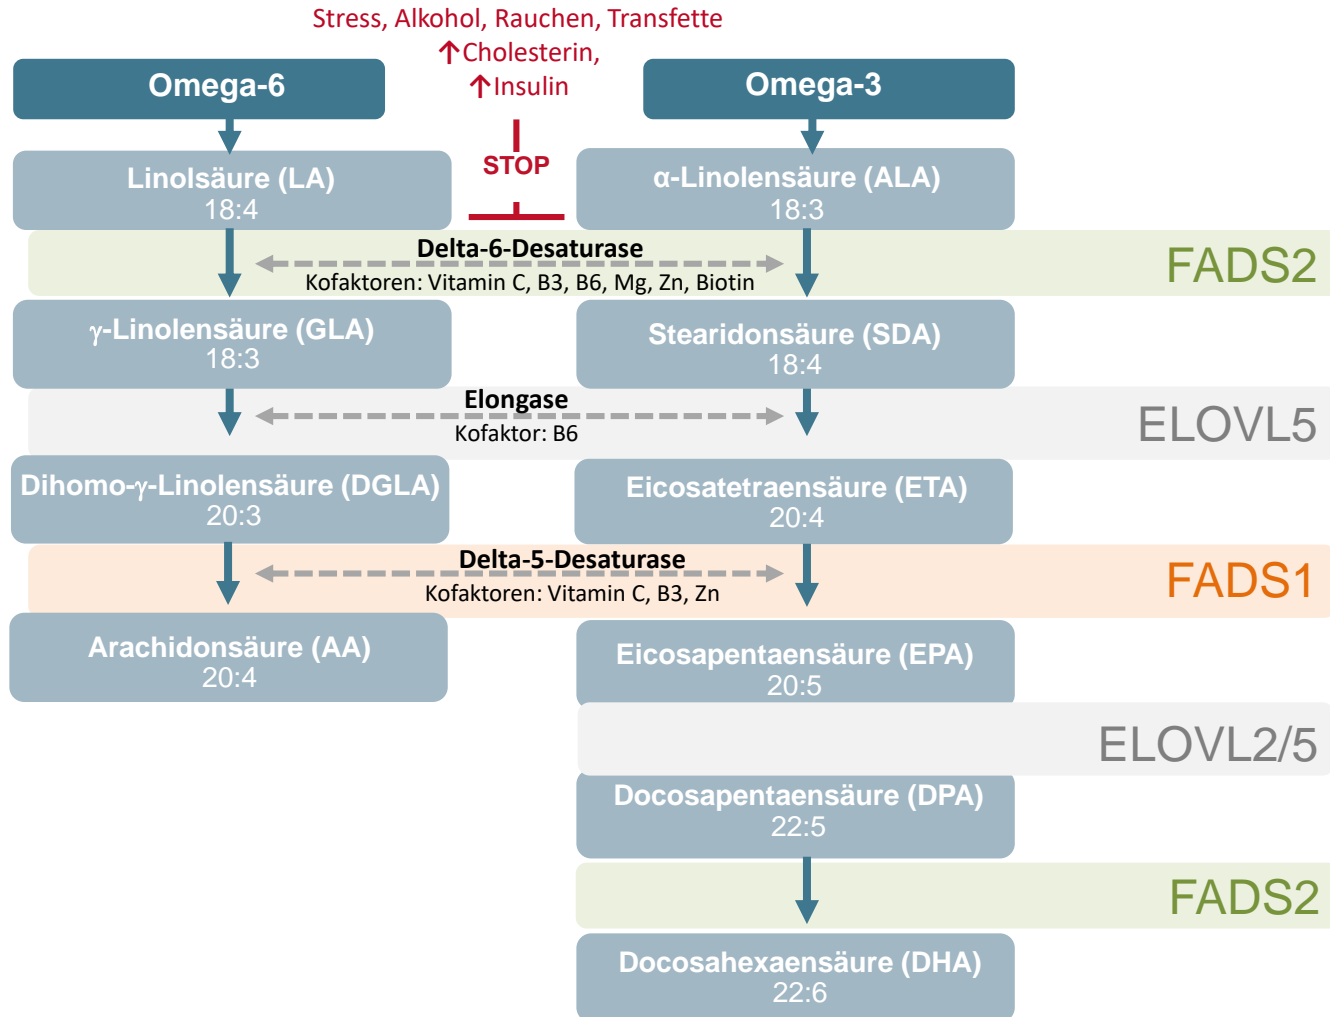 Stress, Alkohol, Rauchen, Transfette
↑Cholesterin,
↑Insulin
Omega-6
Omega-3
STOP
Linolsäure (LA)
18:4
α-Linolensäure (ALA)
18:3
Delta-6-Desaturase
Kofaktoren: Vitamin C, B3, B6, Mg, Zn, Biotin
FADS2
γ-Linolensäure (GLA)
18:3
Stearidonsäure (SDA)
18:4
Elongase
Kofaktor: B6
ELOVL5
Dihomo-γ-Linolensäure (DGLA)
20:3
Eicosatetraensäure (ETA)
20:4
Delta-5-Desaturase
Kofaktoren: Vitamin C, B3, Zn
FADS1
Arachidonsäure (AA)
20:4
Eicosapentaensäure (EPA)
20:5
ELOVL2/5
Docosapentaensäure (DPA)
22:5
FADS2
Docosahexaensäure (DHA)
22:6